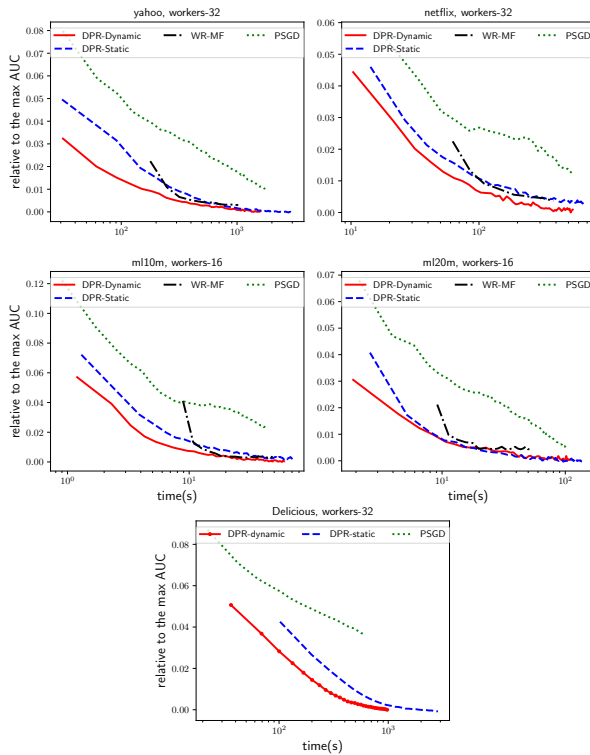 yahoo, workers-32
DPR-Dynamic WR-MF PSGD
DPR-Static
relative to the max AUC
0.08
0.07
0.06
0.05
0.04
0.03
0.02
0.01
0.00
10² 10³
netflix, workers-32
DPR-Dynamic WR-MF PSGD
DPR-Static
0.05
0.04
0.03
0.02
0.01
0.00
10¹ 10²
ml10m, workers-16
DPR-Dynamic WR-MF PSGD
DPR-Static
relative to the max AUC
0.12
0.10
0.08
0.06
0.04
0.02
0.00
10⁰ 10¹
time(s)
ml20m, workers-16
DPR-Dynamic WR-MF PSGD
DPR-Static
0.07
0.06
0.05
0.04
0.03
0.02
0.01
0.00
10¹ 10²
time(s)
Delicious, workers-32
DPR-dynamic DPR-static PSGD
relative to the max AUC
0.08
0.06
0.04
0.02
0.00
10² 10³
time(s)